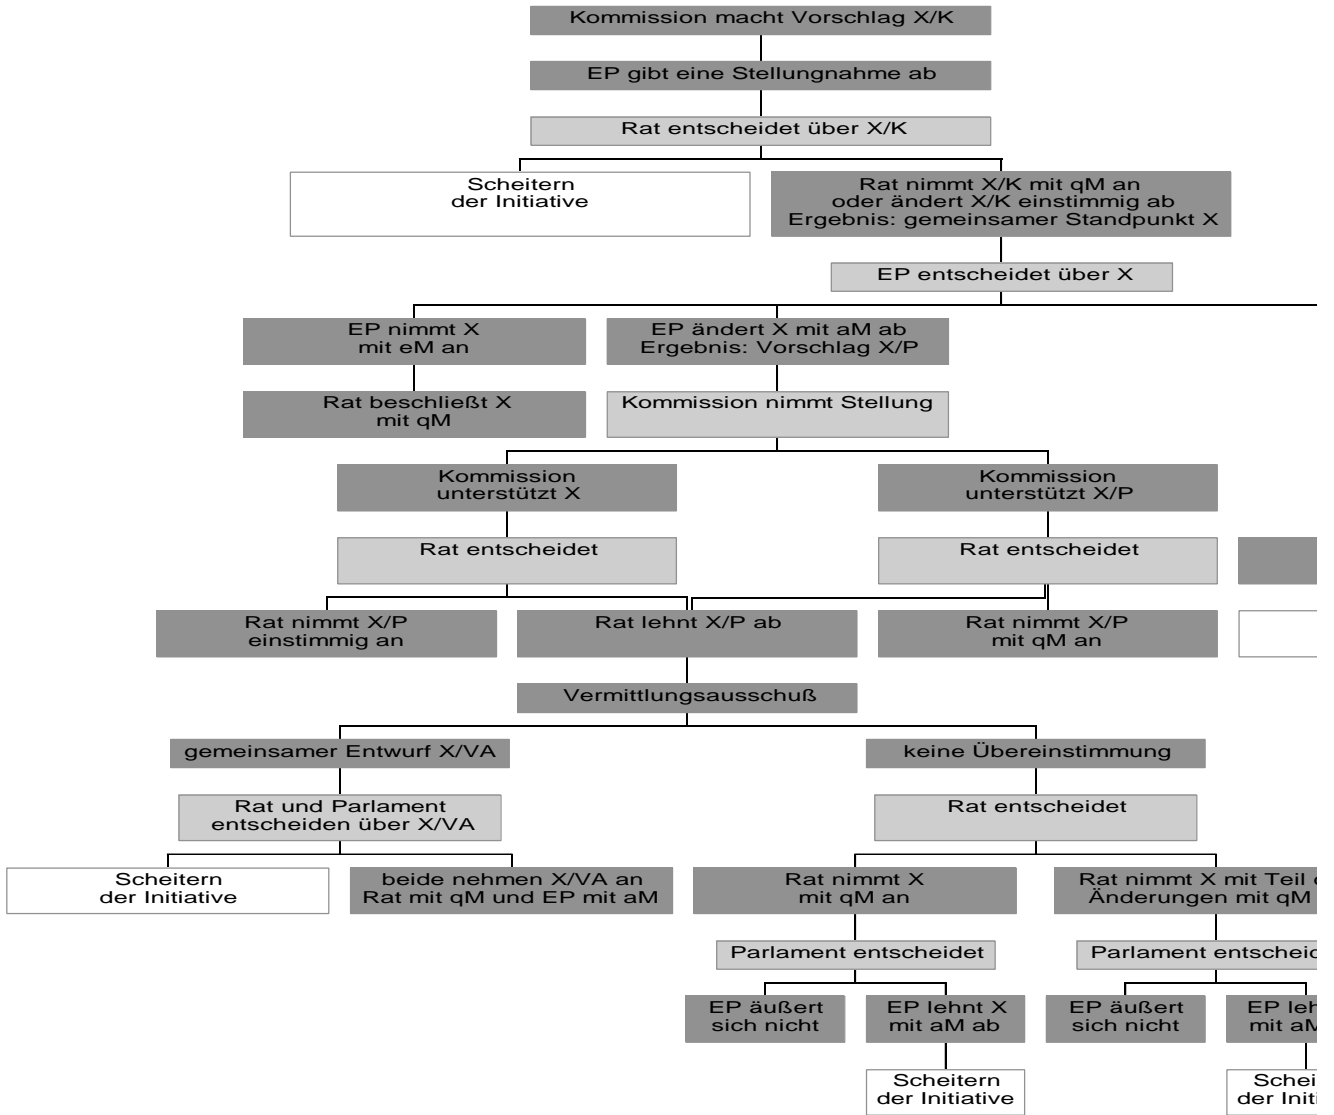 Kommission macht Vorschlag X/K
EP gibt eine Stellungnahme ab
Rat entscheidet über X/K
Scheitern
der Initiative
Rat nimmt X/K mit qM an
oder ändert X/K einstimmig ab
Ergebnis: gemeinsamer Standpunkt X
EP entscheidet über X
EP nimmt X
mit eM an
EP ändert X mit aM ab
Ergebnis: Vorschlag X/P
Rat beschließt X
mit qM
Kommission nimmt Stellung
Kommission
unterstützt X
Kommission
unterstützt X/P
Rat entscheidet
Rat entscheidet
Rat nimmt X/P
einstimmig an
Rat lehnt X/P ab
Rat nimmt X/P
mit qM an
Vermittlungsausschuß
gemeinsamer Entwurf X/VA
keine Übereinstimmung
Rat und Parlament
entscheiden über X/VA
Rat entscheidet
Scheitern
der Initiative
beide nehmen X/VA an
Rat mit qM und EP mit aM
Rat nimmt X
mit qM an
Rat nimmt X mit Teil
Änderungen mit qM
Parlament entscheidet
Parlament
EP äußert
sich nicht
EP lehnt X
mit aM ab
EP äußert
sich nicht
EP
mit
Scheitern
der Initiative
der